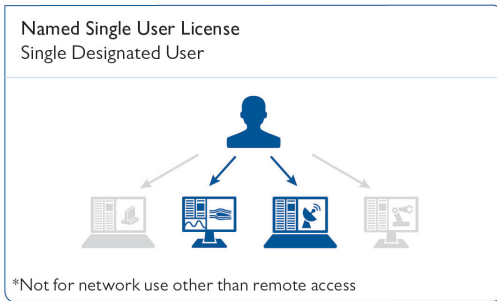 Named Single User License
Single Designated User
*Not for network use other than remote access